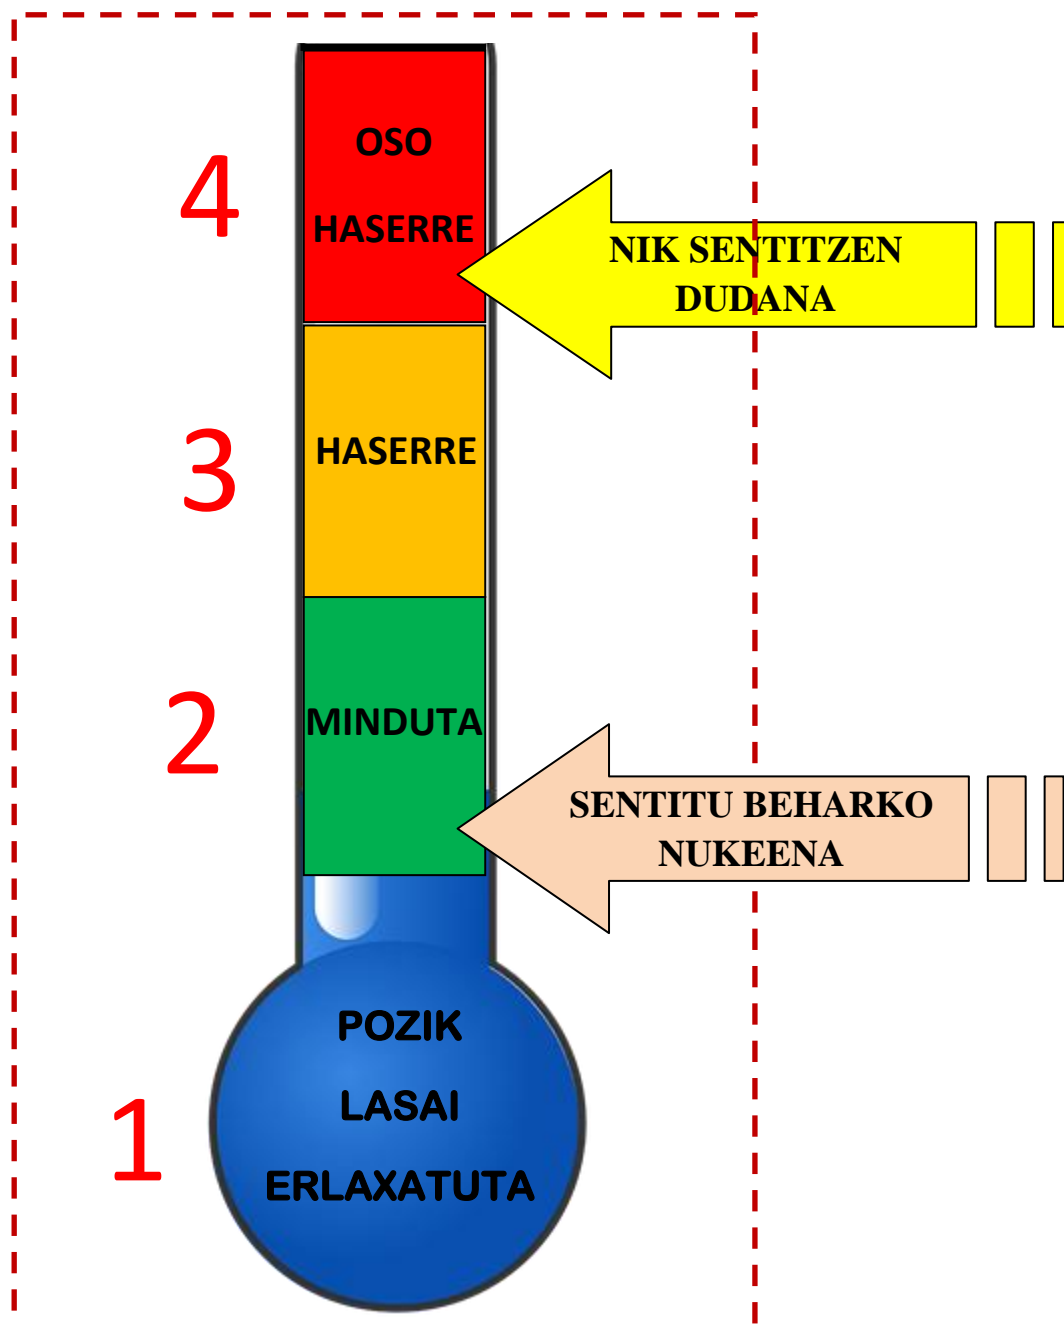 4
OSO
HASERRE
NIK SENTITZEN
DUDANA
3
HASERRE
2
MINDUTA
SENTITU BEHARKO
NUKEENA
1
POZIK
LASAI
ERLAXATUTA